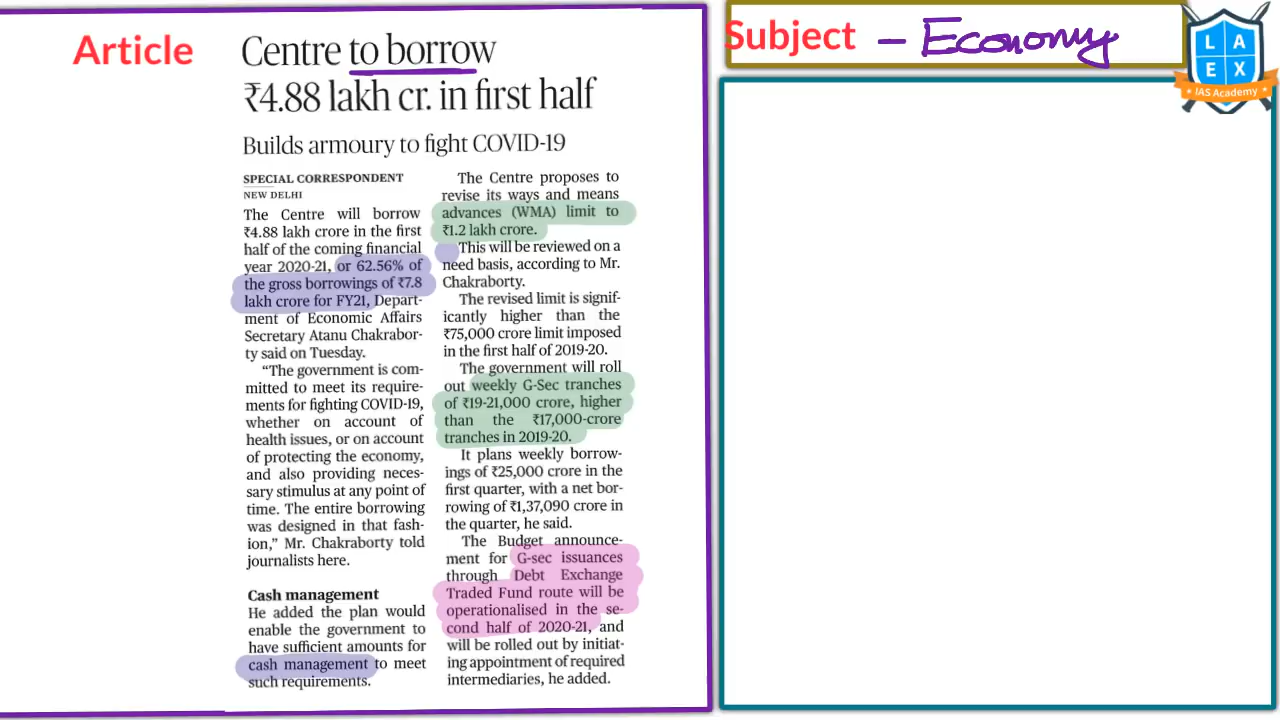 Article
Centre to borrow
₹4.88 lakh cr. in first half
Builds armoury to fight COVID-19
SPECIAL CORRESPONDENT
NEW DELHI
The Centre will borrow
₹4.88 lakh crore in the first
half of the coming financial
year 2020-21, or 62.56% of
the gross borrowings of ₹7.8
lakh crore for FY21, Depart-
ment of Economic Affairs
Secretary Atanu Chakrabor-
ty said on Tuesday.
“The government is com-
mitted to meet its require-
ments for fighting COVID-19,
whether on account of
health issues, or on account
of protecting the economy,
and also providing neces-
sary stimulus at any point of
time. The entire borrowing
was designed in that fash-
ion,” Mr. Chakraborty told
journalists here.
Cash management
He added the plan would
enable the government to
have sufficient amounts for
cash management to meet
such requirements.
The Centre proposes to
revise its ways and means
advances (WMA) limit to
₹1.2 lakh crore.
This will be reviewed on a
need basis, according to Mr.
Chakraborty.
The revised limit is signif-
icantly higher than the
₹75,000 crore limit imposed
in the first half of 2019-20.
The government will roll
out weekly G-Sec tranches
of ₹19-21,000 crore, higher
than the ₹17,000-crore
tranches in 2019-20.
It plans weekly borrow-
ings of ₹25,000 crore in the
first quarter, with a net bor-
rowing of ₹1,37,090 crore in
the quarter, he said.
The Budget announce-
ment for G-sec issuances
through Debt Exchange
Traded Fund route will be
operationalised in the se-
cond half of 2020-21, and
will be rolled out by initiat-
ing appointment of required
intermediaries, he added.
Subject - Economy
L A
E X
IAS Academy